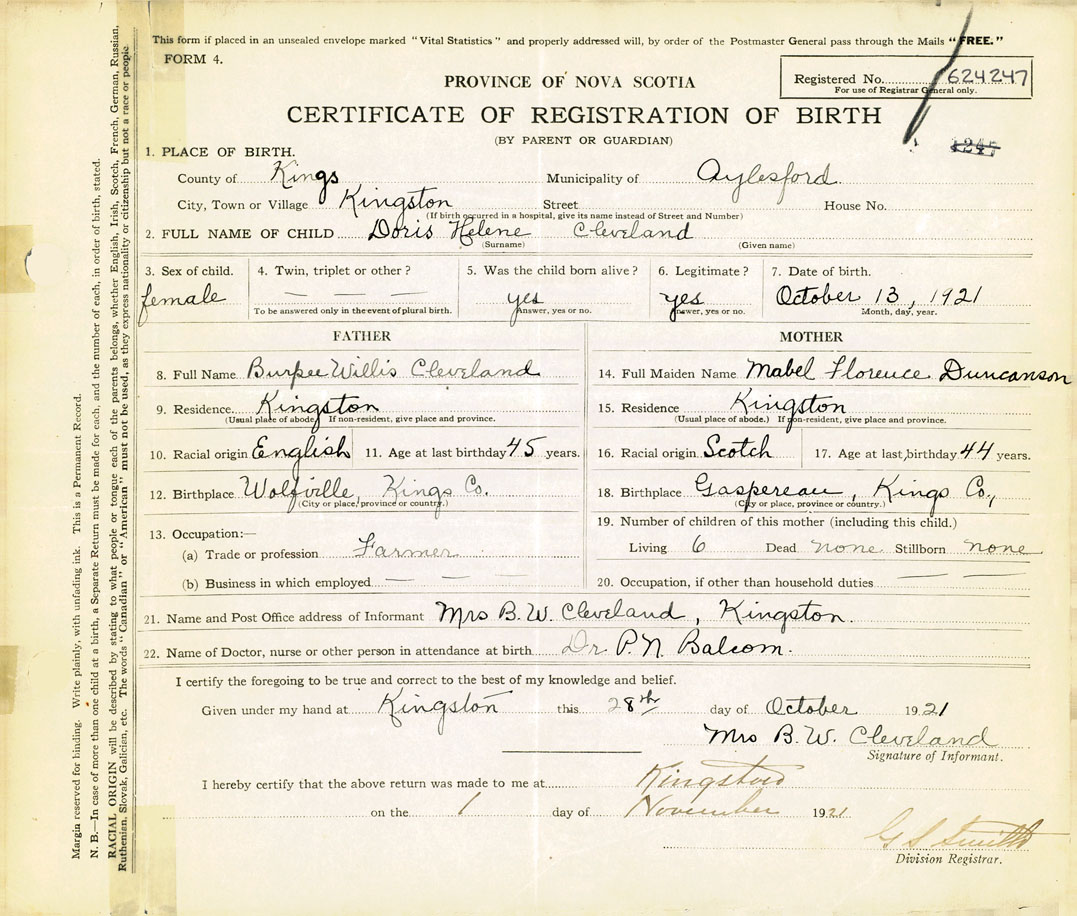 This form if placed in an unsealed envelope marked "Vital Statistics" and properly addressed will, by order of the Postmaster General pass through the Mails "FREE."
FORM 4.
PROVINCE OF NOVA SCOTIA
Registered No. 624247
For use of Registrar General only.
CERTIFICATE OF REGISTRATION OF BIRTH
(BY PARENT OR GUARDIAN)
1247
1. PLACE OF BIRTH.
County of Kings Municipality of Aylesford
City, Town or Village Kingston Street House No.
(If birth occurred in a hospital, give its name instead of Street and Number)
2. FULL NAME OF CHILD Doris Helene Cleveland
(Surname) (Given name)
3. Sex of child. 4. Twin, triplet or other? 5. Was the child born alive? 6. Legitimate? 7. Date of birth.
female — — — yes yes October 13, 1921
To be answered only in the event of plural birth. Answer, yes or no. Answer, yes or no. Month, day, year.
FATHER MOTHER
8. Full Name Burpee Willis Cleveland 14. Full Maiden Name Mabel Florence Duncanson
9. Residence Kingston 15. Residence Kingston
(Usual place of abode) If non-resident, give place and province. (Usual place of abode.) If non-resident, give place and province.
10. Racial origin English 11. Age at last birthday 45 years. 16. Racial origin Scotch 17. Age at last birthday 44 years.
12. Birthplace Wolfville, Kings Co. 18. Birthplace Gaspereau, Kings Co.,
(City or place, province or country.) (City or place, province or country.)
13. Occupation:— 19. Number of children of this mother (including this child.)
(a) Trade or profession Farmer Living 6 Dead none Stillborn none
(b) Business in which employed — — — 20. Occupation, if other than household duties — —
21. Name and Post Office address of Informant Mrs B. W. Cleveland, Kingston.
22. Name of Doctor, nurse or other person in attendance at birth Dr. P. N. Balcom.
I certify the foregoing to be true and correct to the best of my knowledge and belief.
Given under my hand at Kingston this 28th day of October 1921
Mrs B. W. Cleveland
Signature of Informant.
I hereby certify that the above return was made to me at Kingston
on the 1 day of November 1921
G S Smith
Division Registrar.
Margin reserved for binding. Write plainly, with unfading ink. This is a Permanent Record.
N. B.—In case of more than one child at a birth, a Separate Return must be made for each, and the number of each, in order of birth, stated.
RACIAL ORIGIN will be described by stating to what people or tongue each of the parents belongs, whether English, Irish, Scotch, French, German, Russian,
Ruthenian, Slovak, Galician, etc. The words "Canadian" or "American" must not be used, as they express nationality or citizenship but not a race or people.